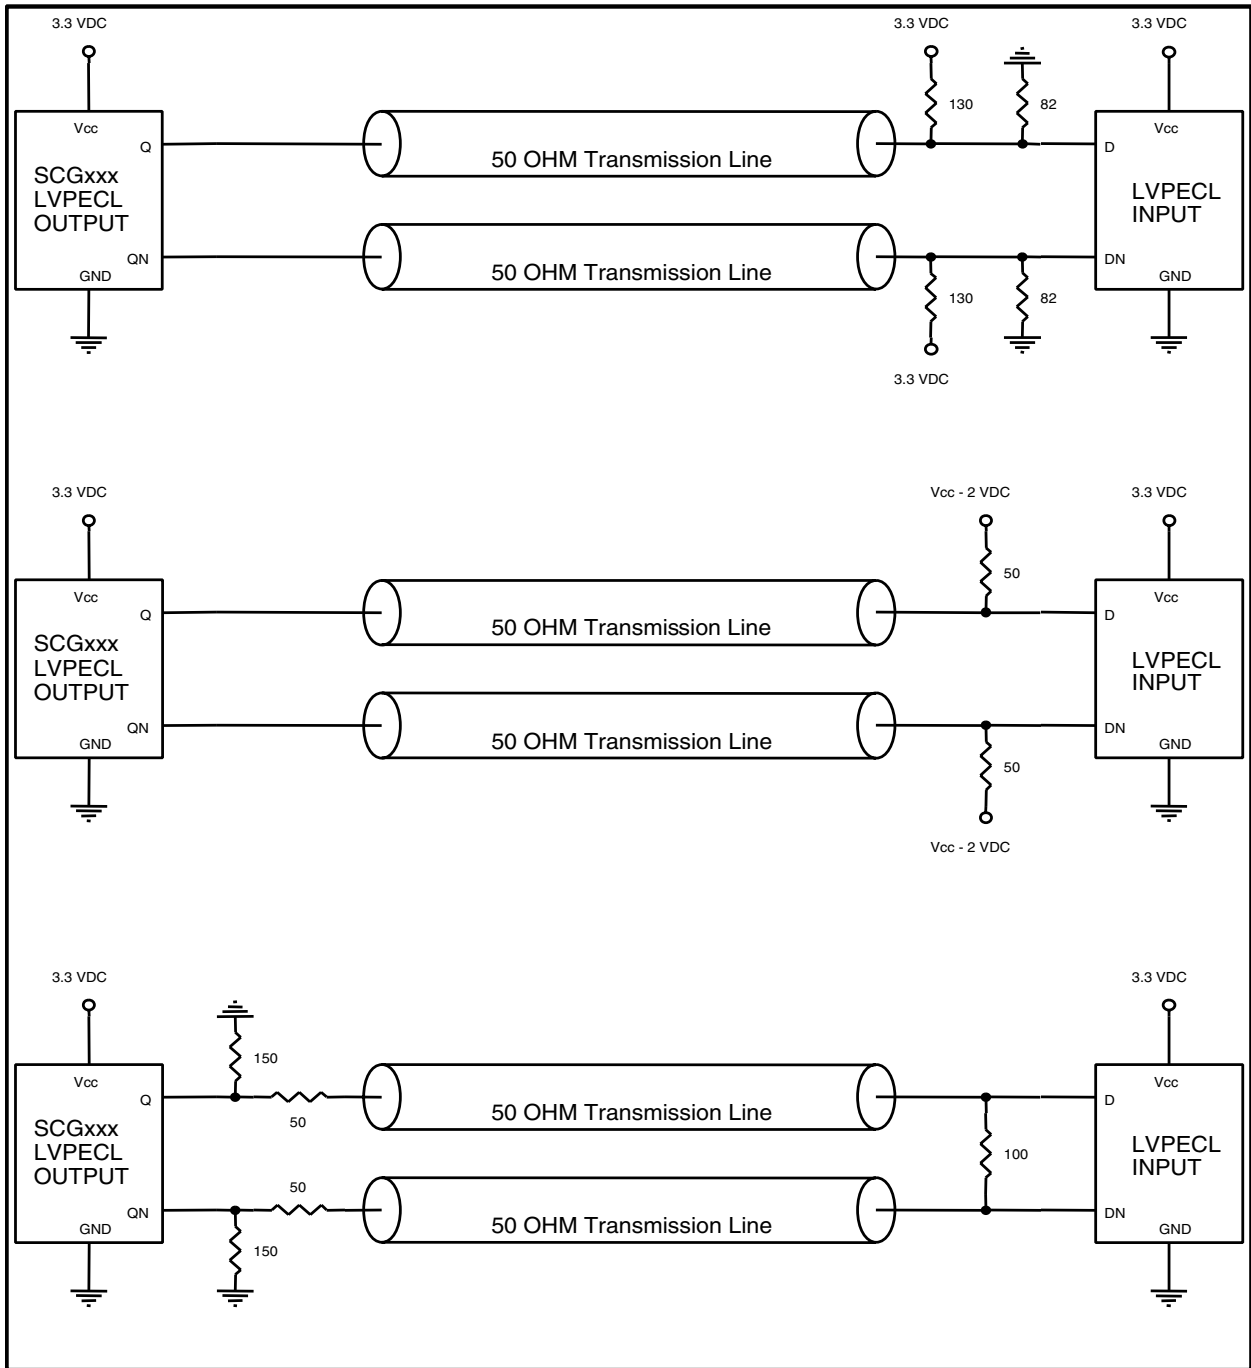 3.3 VDC
3.3 VDC
3.3 VDC
130
82
Vcc
Q
SCGxxx
LVPECL
OUTPUT
QN
GND
50 OHM Transmission Line
50 OHM Transmission Line
Vcc
D
LVPECL
INPUT
DN
GND
130
82
3.3 VDC
3.3 VDC
Vcc - 2 VDC
3.3 VDC
50
Vcc
Q
SCGxxx
LVPECL
OUTPUT
QN
GND
50 OHM Transmission Line
50 OHM Transmission Line
Vcc
D
LVPECL
INPUT
DN
GND
50
Vcc - 2 VDC
3.3 VDC
3.3 VDC
150
Vcc
Q
SCGxxx
LVPECL
OUTPUT
QN
GND
50
50
150
50 OHM Transmission Line
50 OHM Transmission Line
100
Vcc
D
LVPECL
INPUT
DN
GND